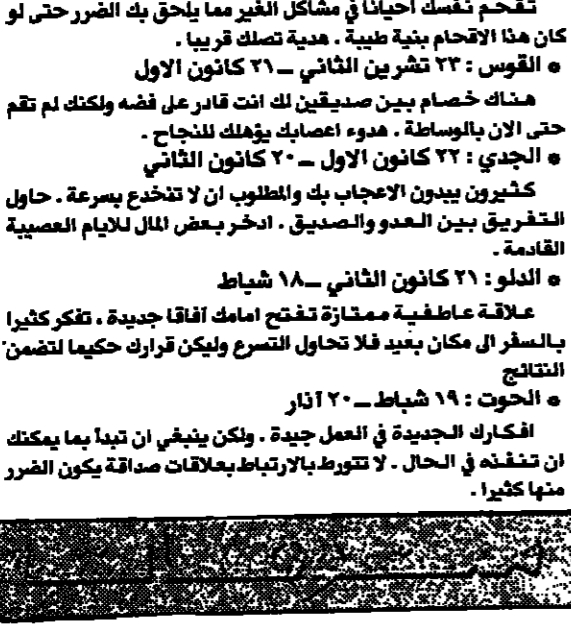 تقحم نفسك احيانا في مشاكل الغير مما يلحق بك الضرر حتى لو
كان هذا الاقحام بنية طيبة . هدية تصلك قريبا .
● القوس : ٢٣ تشرين الثاني ــ ٢١ كانون الاول
هناك خصام بين صديقين لك انت قادر على فضه ولكنك لم تقم
حتى الان بالوساطة . هدوء اعصابك يؤهلك للنجاح .
● الجدي : ٢٢ كانون الاول ــ ٢٠ كانون الثاني
كثيرون يبدون الاعجاب بك والمطلوب ان لا تنخدع بسرعة . حاول
التفريق بين العدو والصديق . ادخر بعض المال للايام العصيبة
القادمة .
● الدلو : ٢١ كانون الثاني ــ ١٨ شباط
علاقة عاطفية ممتازة تفتح امامك آفاقا جديدة . تفكر كثيرا
بالسفر الى مكان بعيد فلا تحاول التسرع وليكن قرارك حكيما لتضمن
النتائج
● الحوت : ١٩ شباط ــ ٢٠ آذار
افكارك الجديدة في العمل جيدة . ولكن ينبغي ان تبدأ بما يمكنك
ان تنفذه في الحال . لا تتورط بالارتباط بعلاقات صداقة يكون الضرر
منها كثيرا .